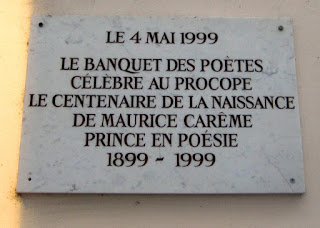 LE 4 MAI 1999
LE BANQUET DES POÈTES
CÉLÈBRE AU PROCOPE
LE CENTENAIRE DE LA NAISSANCE
DE MAURICE CARÊME
PRINCE EN POÉSIE
1899 - 1999